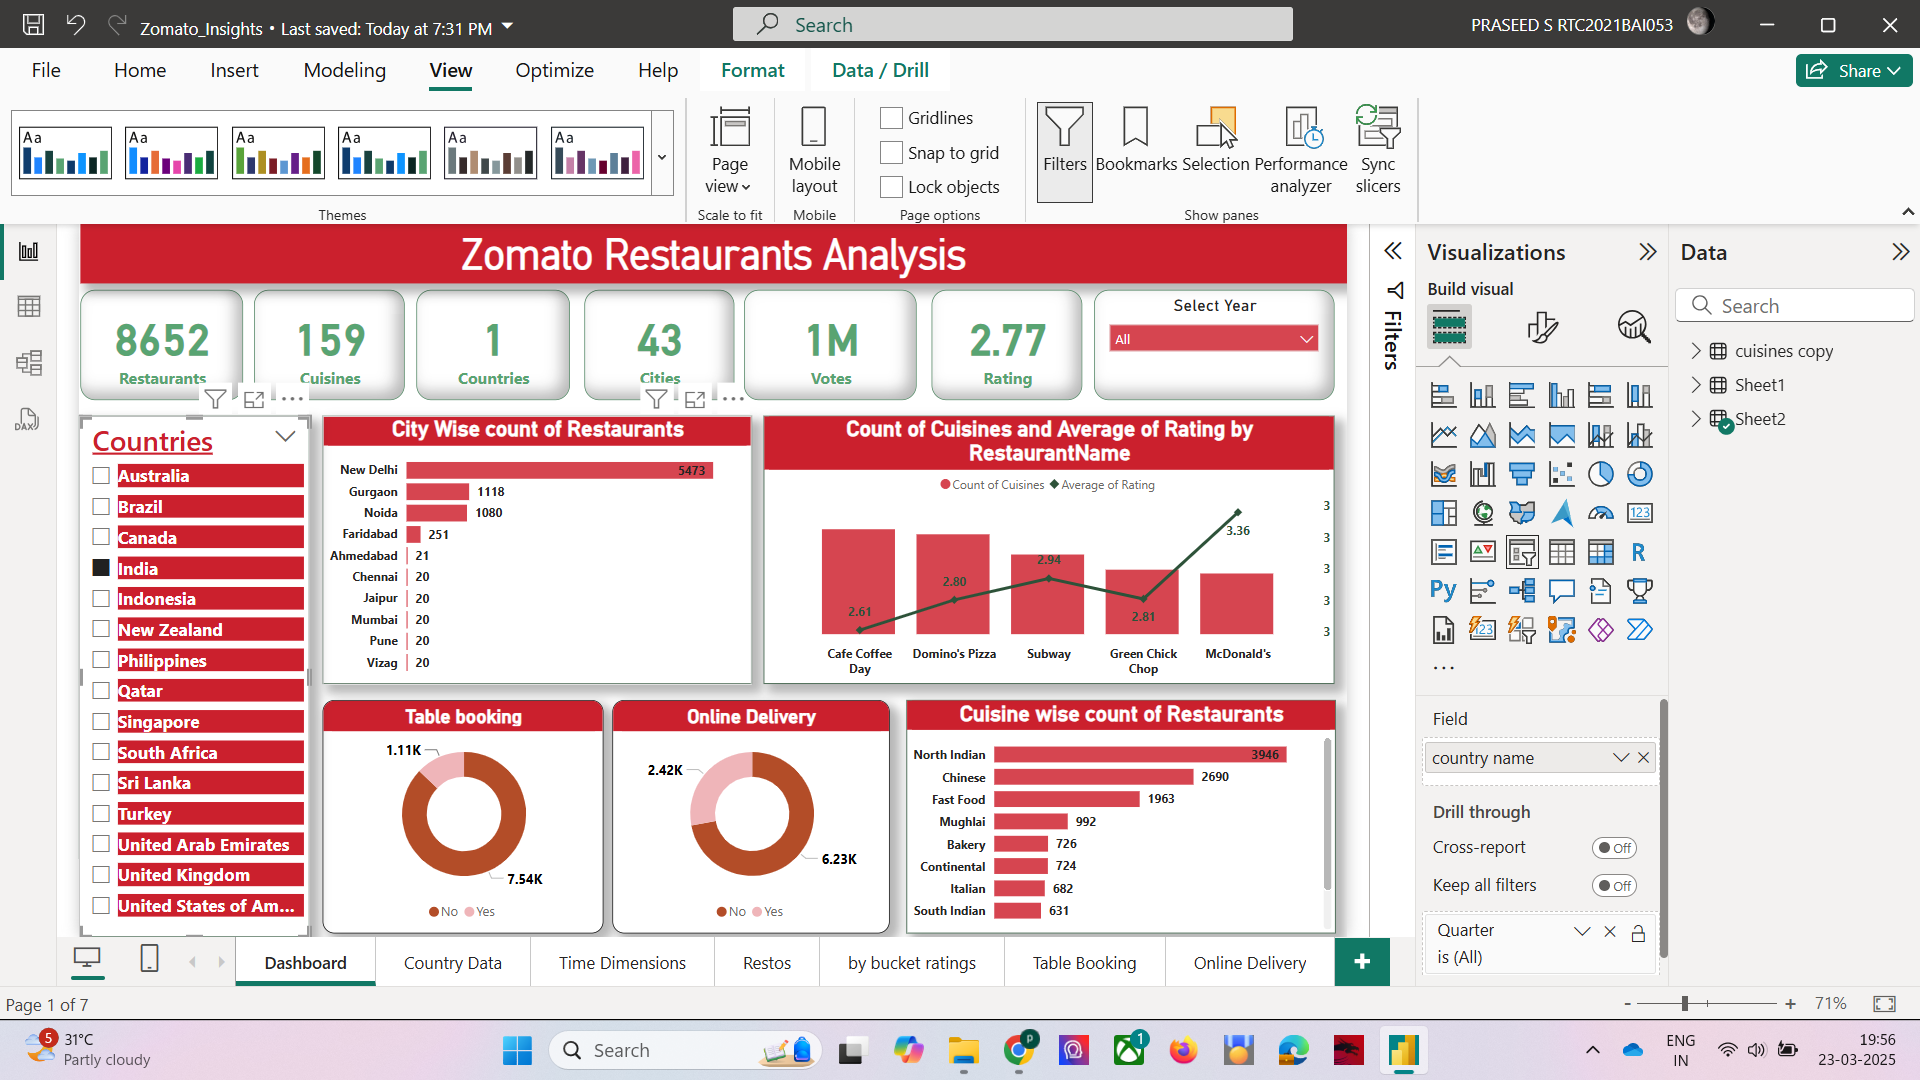 Zomato_Insights • Last saved: Today at 7:31 PM
Search
PRASEED S RTC2021BAI053
File Home Insert Modeling View Optimize Help Format Data / Drill
Share
Aa Aa Aa Aa Aa Aa
Page view
Mobile layout
Gridlines
Snap to grid
Lock objects
Filters
Bookmarks
Selection
Performance analyzer
Sync slicers
Themes
Scale to fit
Mobile
Page options
Show panes
Zomato Restaurants Analysis
8652
Restaurants
159
Cuisines
1
Countries
43
Cities
1M
Votes
2.77
Rating
Select Year
All
Countries
Australia
Brazil
Canada
India
Indonesia
New Zealand
Philippines
Qatar
Singapore
South Africa
Sri Lanka
Turkey
United Arab Emirates
United Kingdom
United States of Am...
City Wise count of Restaurants
New Delhi 5473
Gurgaon 1118
Noida 1080
Faridabad 251
Ahmedabad 21
Chennai 20
Jaipur 20
Mumbai 20
Pune 20
Vizag 20
Count of Cuisines and Average of Rating by
RestaurantName
Count of Cuisines Average of Rating
3
3
3
3
3
2.61
2.80
2.94
2.81
3.36
Cafe Coffee Day
Domino's Pizza
Subway
Green Chick Chop
McDonald's
Table booking
1.11K
7.54K
No Yes
Online Delivery
2.42K
6.23K
No Yes
Cuisine wise count of Restaurants
North Indian 3946
Chinese 2690
Fast Food 1963
Mughlai 992
Bakery 726
Continental 724
Italian 682
South Indian 631
Filters
Visualizations
Build visual
123
R
Py
123
Field
country name
Drill through
Cross-report Off
Keep all filters Off
Quarter
is (All)
Data
Search
cuisines copy
Sheet1
Sheet2
DAX
Dashboard
Country Data
Time Dimensions
Restos
by bucket ratings
Table Booking
Online Delivery
+
Page 1 of 7
- + 71%
5
31°C
Partly cloudy
Search
p
1
ENG
IN
19:56
23-03-2025